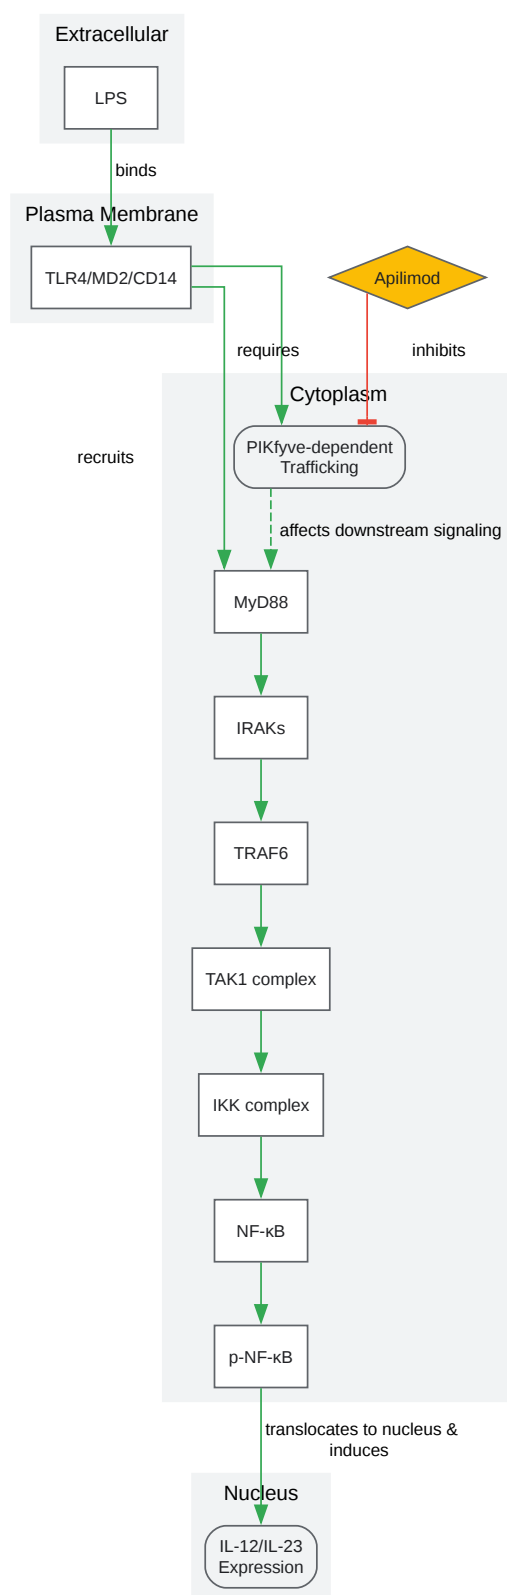 Extracellular
LPS
binds
Plasma Membrane
TLR4/MD2/CD14
Apilimod
requires
inhibits
Cytoplasm
PIKfyve-dependent
Trafficking
recruits
affects downstream signaling
MyD88
IRAKs
TRAF6
TAK1 complex
IKK complex
NF-κB
p-NF-κB
translocates to nucleus &
induces
Nucleus
IL-12/IL-23
Expression